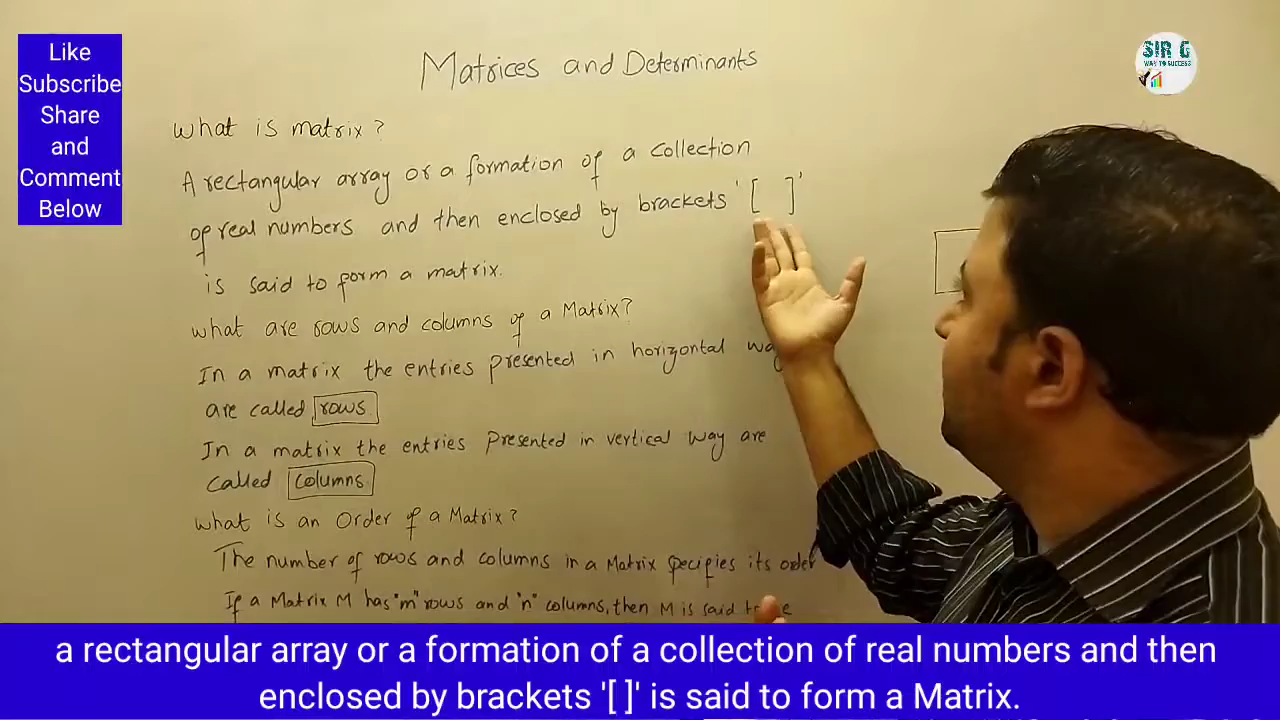 Like
Subscribe
Share
and
Comment
Below
SIR G
WAY TO SUCCESS
Matrices and Determinants
What is matrix?
A rectangular array or a formation of a collection
of real numbers and then enclosed by brackets '[ ]'
is said to form a matrix.
what are rows and columns of a Matrix?
In a matrix the entries presented in horizontal
are called rows
In a matrix the entries presented in vertical way are
called columns
What is an Order of a Matrix?
The number of rows and columns in a Matrix specifies its order
If a Matrix M has "m" rows and "n" columns, then M is said
a rectangular array or a formation of a collection of real numbers and then
enclosed by brackets '[ ]' is said to form a Matrix.